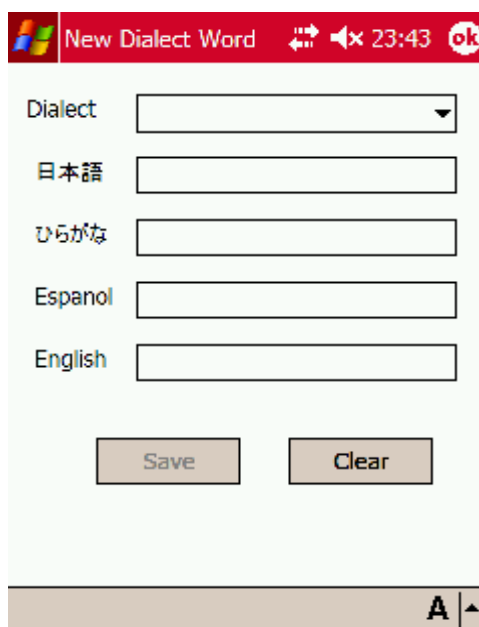 New Dialect Word 23:43 ok
Dialect
日本語
ひらがな
Espanol
English
Save Clear
A